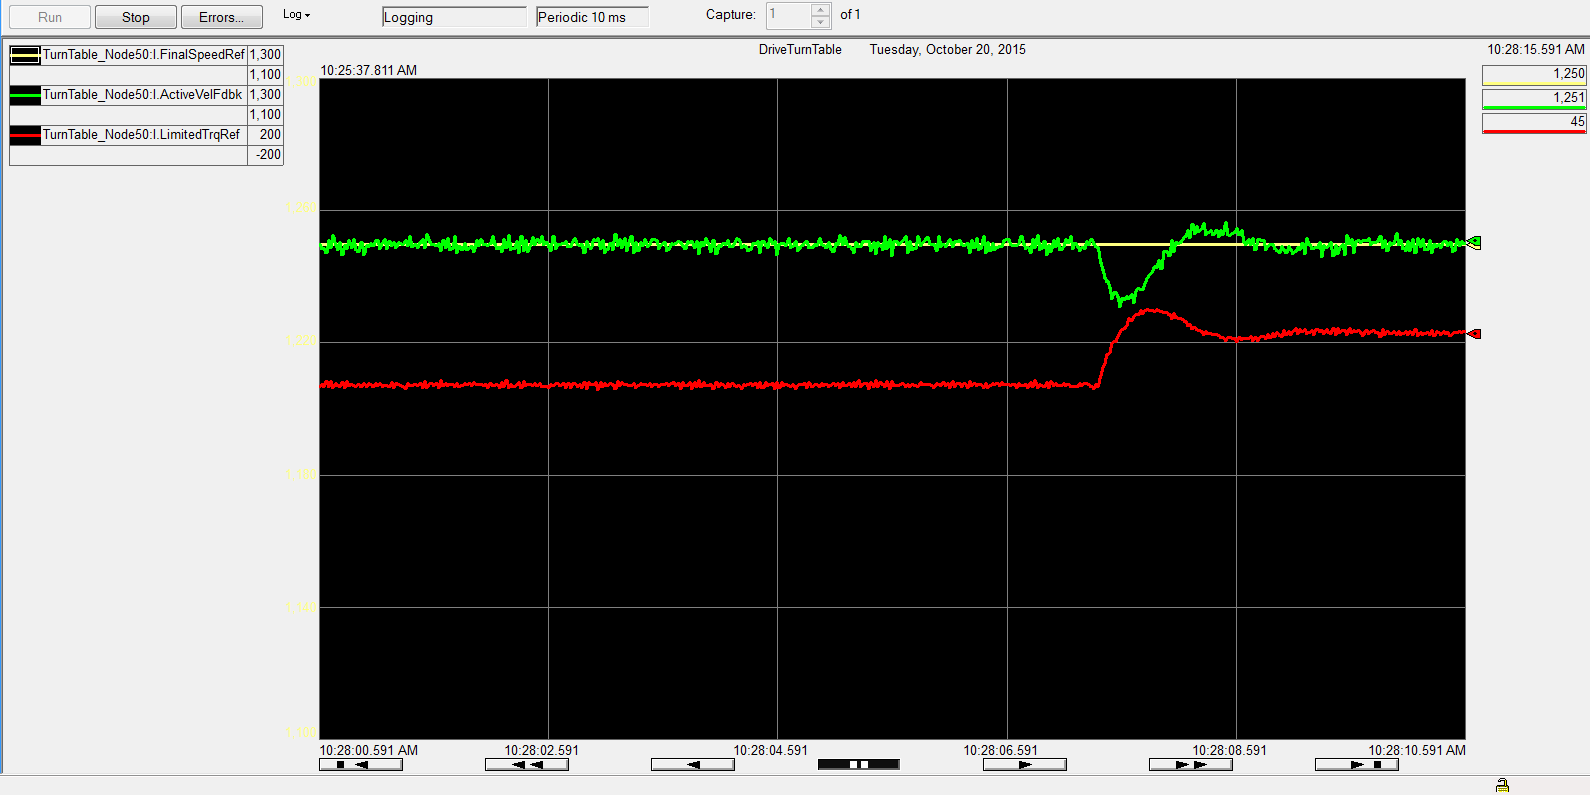 Run Stop Errors... Log Logging Periodic 10 ms Capture: 1 of 1
DriveTurnTable Tuesday, October 20, 2015 10:28:15.591 AM
TurnTable_Node50:I.FinalSpeedRef 1,300
1,100
TurnTable_Node50:I.ActiveVelFdbk 1,300
1,100
TurnTable_Node50:I.LimitedTrqRef 200
-200
10:25:37.811 AM
1,250
1,251
45
10:28:00.591 AM 10:28:02.591 10:28:04.591 10:28:06.591 10:28:08.591 10:28:10.591 AM